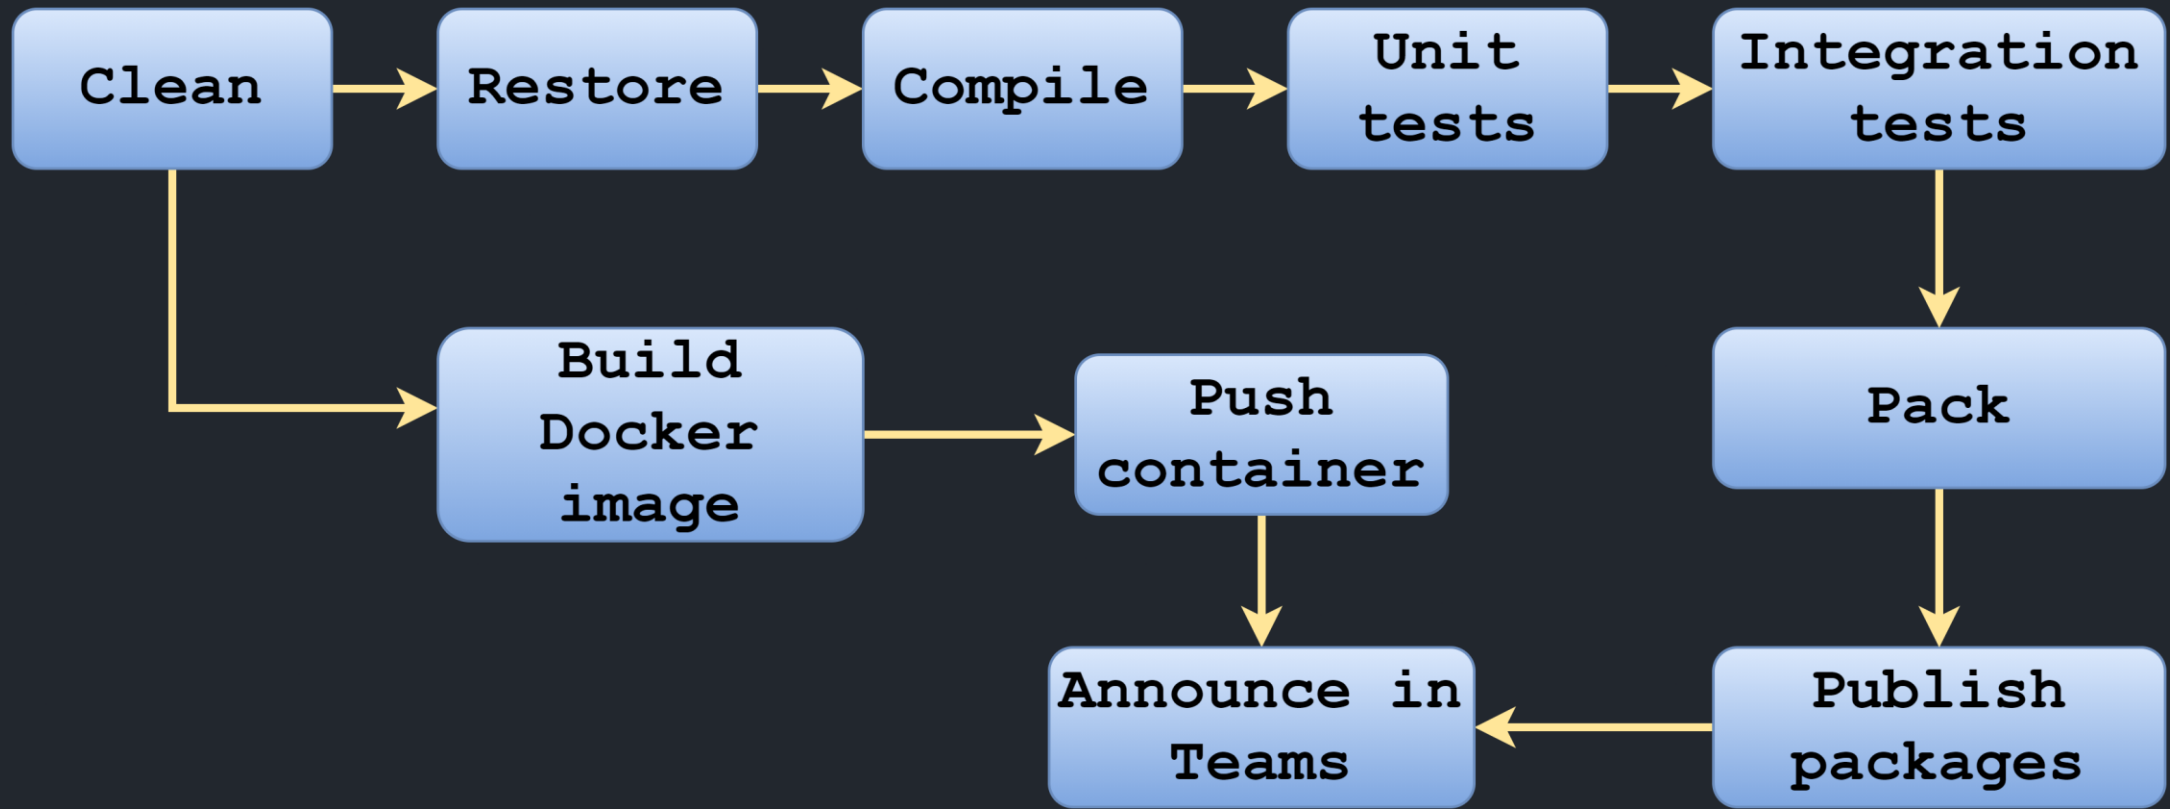 Clean
Restore
Compile
Unit
tests
Integration
tests
Build
Docker
image
Push
container
Pack
Announce in
Teams
Publish
packages